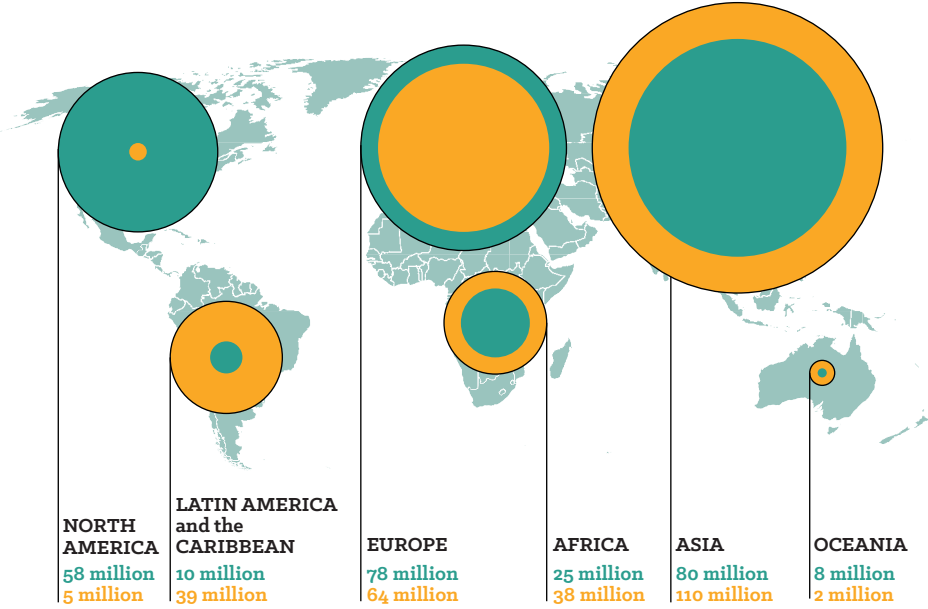 NORTH
AMERICA
58 million
5 million
LATIN AMERICA
and the
CARIBBEAN
10 million
39 million
EUROPE
78 million
64 million
AFRICA
25 million
38 million
ASIA
80 million
110 million
OCEANIA
8 million
2 million